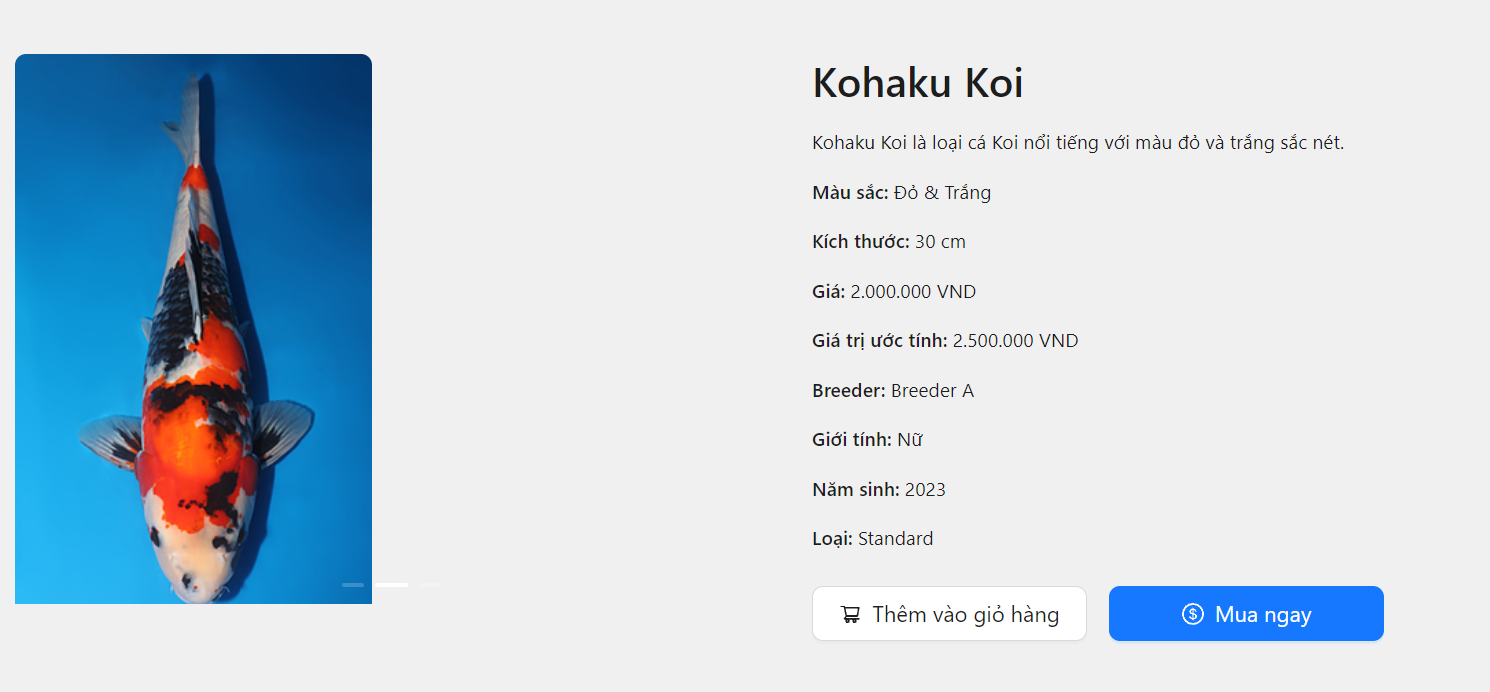 Kohaku Koi
Kohaku Koi là loại cá Koi nổi tiếng với màu đỏ và trắng sắc nét.
Màu sắc: Đỏ & Trắng
Kích thước: 30 cm
Giá: 2.000.000 VND
Giá trị ước tính: 2.500.000 VND
Breeder: Breeder A
Giới tính: Nữ
Năm sinh: 2023
Loại: Standard
Thêm vào giỏ hàng
Mua ngay